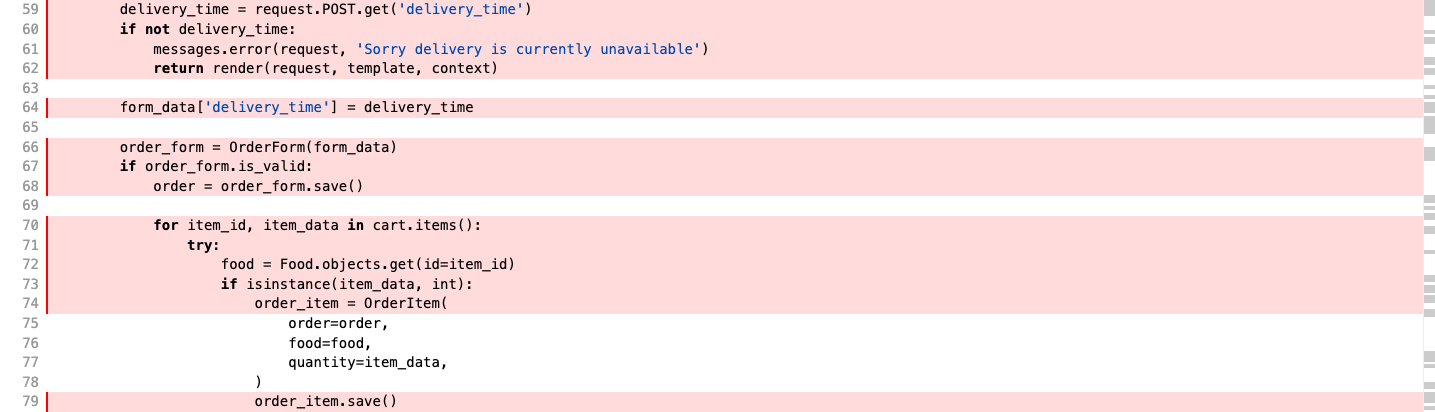 59 delivery_time = request.POST.get('delivery_time')
60 if not delivery_time:
61 messages.error(request, 'Sorry delivery is currently unavailable')
62 return render(request, template, context)
63
64 form_data['delivery_time'] = delivery_time
65
66 order_form = OrderForm(form_data)
67 if order_form.is_valid:
68 order = order_form.save()
69
70 for item_id, item_data in cart.items():
71 try:
72 food = Food.objects.get(id=item_id)
73 if isinstance(item_data, int):
74 order_item = OrderItem(
75 order=order,
76 food=food,
77 quantity=item_data,
78 )
79 order_item.save()